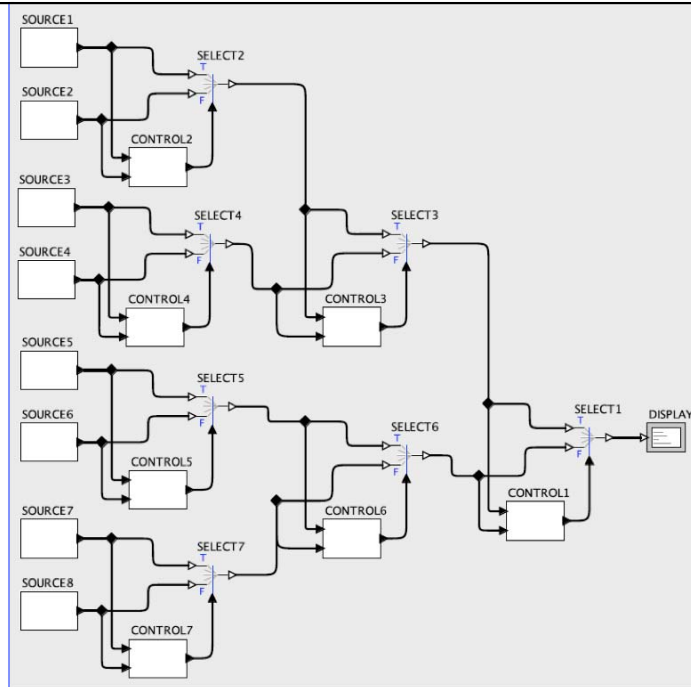 SOURCE1
SELECT2
T
SOURCE2
F
CONTROL2
SOURCE3
SELECT4
SELECT3
T
T
SOURCE4
F
F
CONTROL4
CONTROL3
SOURCE5
SELECT5
T
SOURCE6
F
SELECT6
SELECT1
DISPLAY
T
T
CONTROL5
F
F
SOURCE7
CONTROL6
CONTROL1
SELECT7
T
SOURCE8
F
CONTROL7